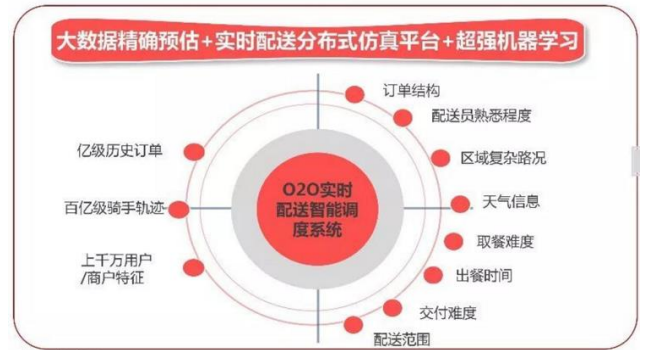 大数据精确预估+实时配送分布式仿真平台+超强机器学习
亿级历史订单
百亿级骑手轨迹
上千万用户
/商户特征
O2O实时
配送智能调
度系统
订单结构
配送员熟悉程度
区域复杂路况
天气信息
取餐难度
出餐时间
交付难度
配送范围